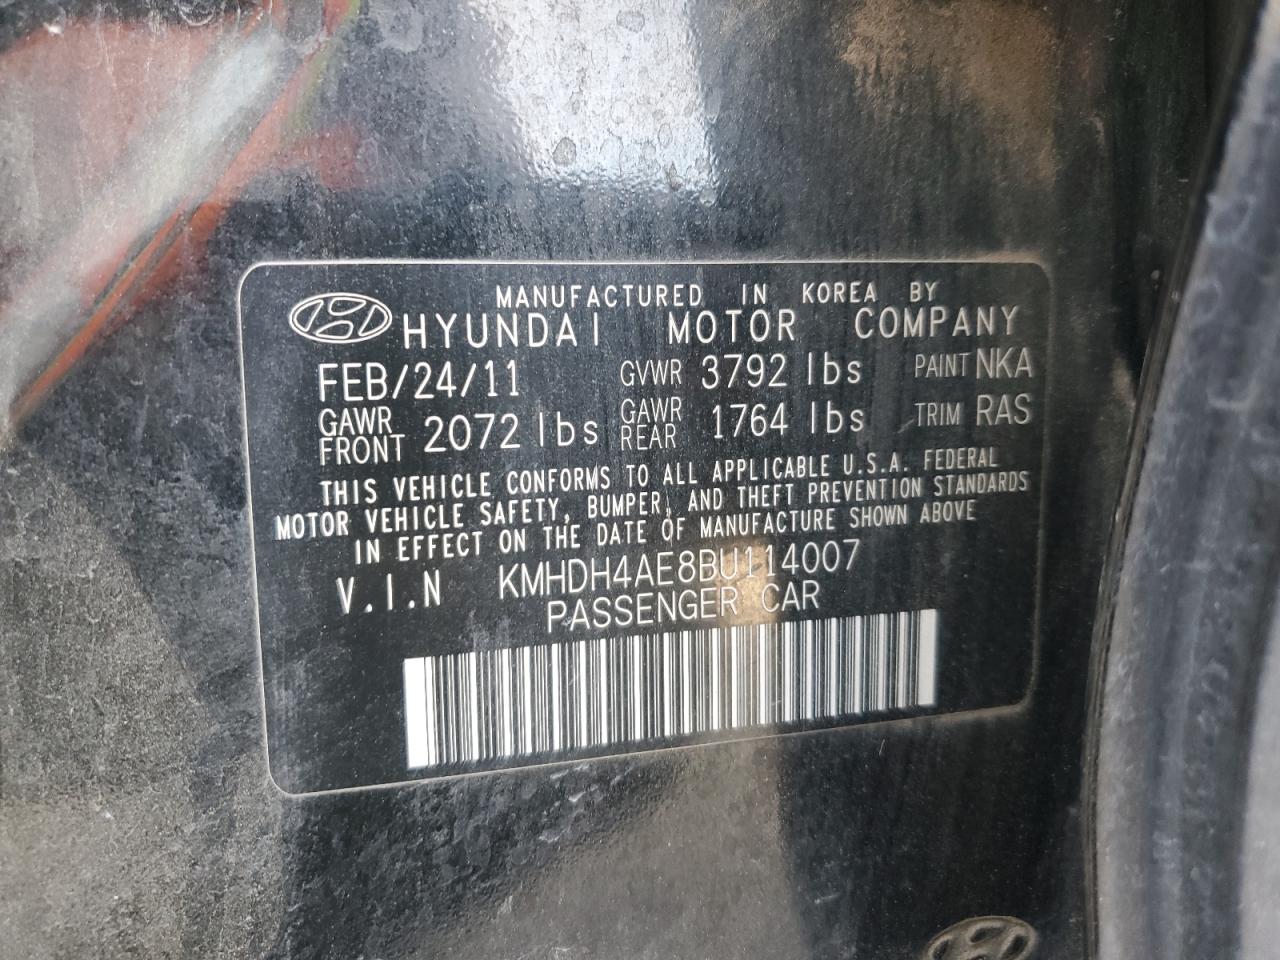 MANUFACTURED IN KOREA BY
HYUNDAI MOTOR COMPANY
FEB/24/11 GVWR 3792 lbs PAINT NKA
GAWR FRONT 2072 lbs GAWR REAR 1764 lbs TRIM RAS
THIS VEHICLE CONFORMS TO ALL APPLICABLE U.S.A. FEDERAL
MOTOR VEHICLE SAFETY, BUMPER, AND THEFT PREVENTION STANDARDS
IN EFFECT ON THE DATE OF MANUFACTURE SHOWN ABOVE
V.I.N KMHDH4AE8BU114007
PASSENGER CAR